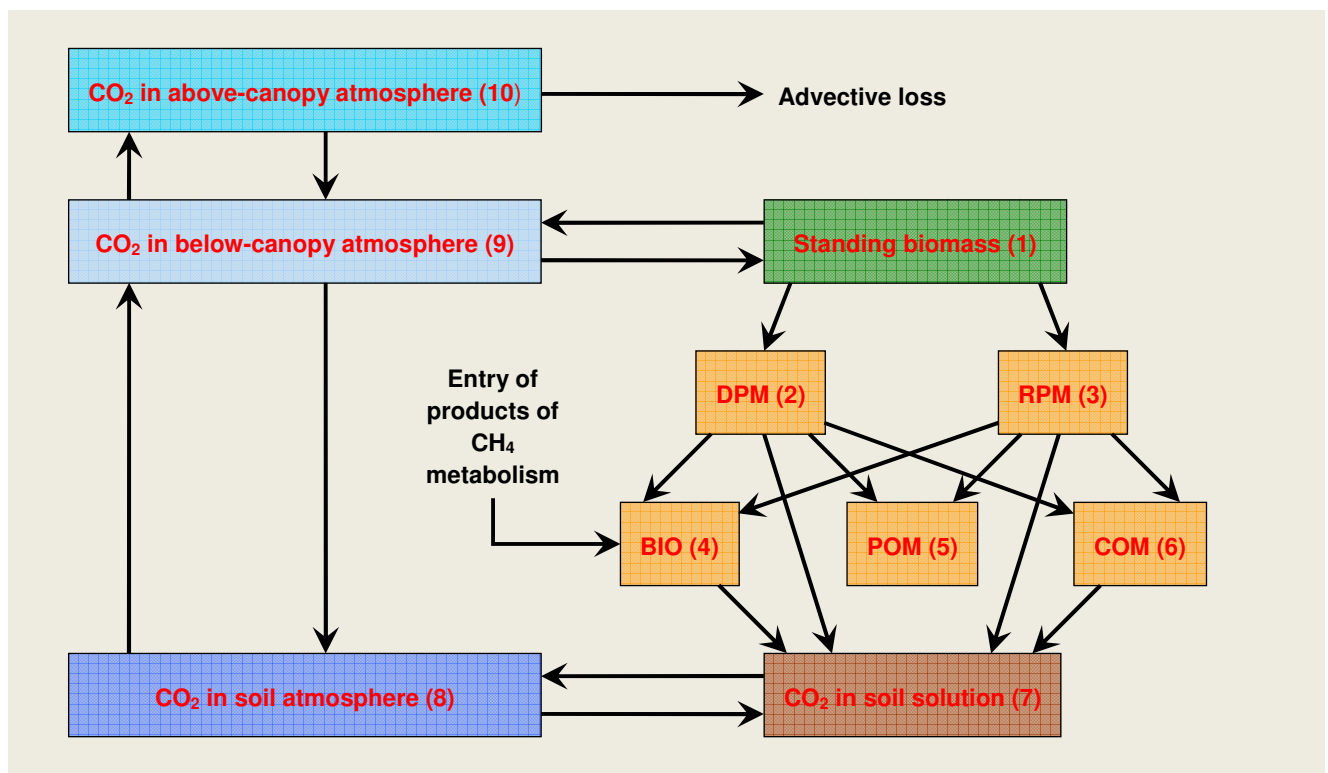 CO₂ in above-canopy atmosphere (10)
Advective loss
CO₂ in below-canopy atmosphere (9)
Standing biomass (1)
Entry of
products of
CH₄
metabolism
DPM (2)
RPM (3)
BIO (4)
POM (5)
COM (6)
CO₂ in soil atmosphere (8)
CO₂ in soil solution (7)